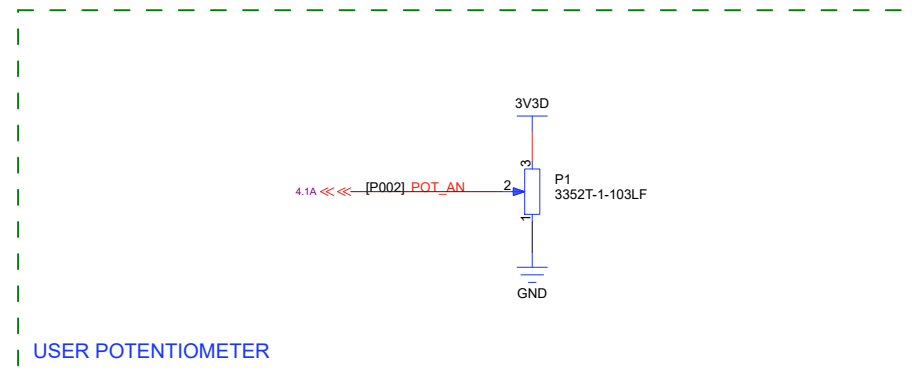 3V3D
3
4.1A [P002] POT_AN 2
P1
3352T-1-103LF
1
GND
USER POTENTIOMETER